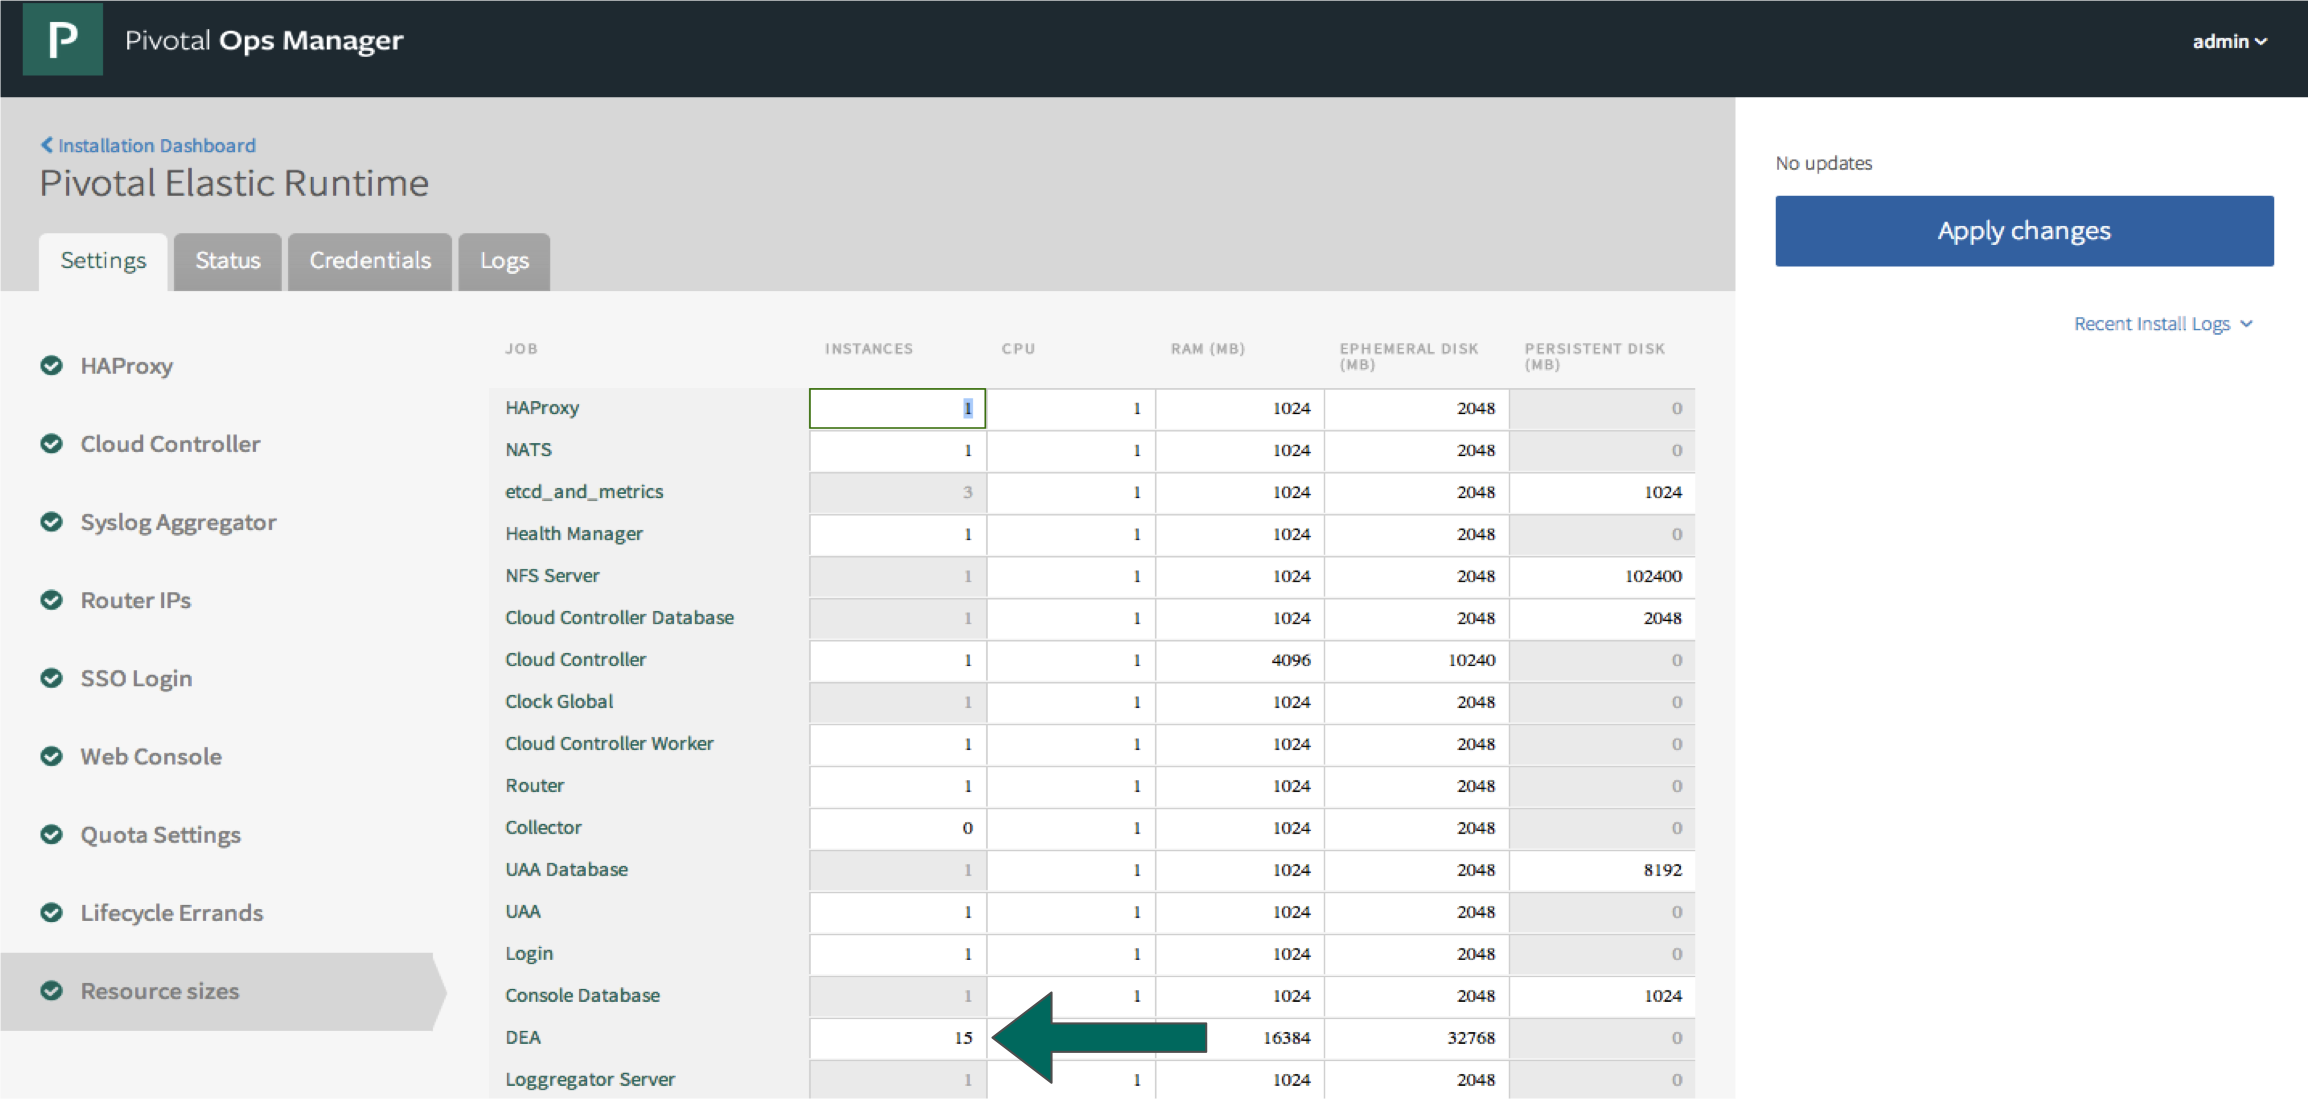 P Pivotal Ops Manager admin
Installation Dashboard
Pivotal Elastic Runtime
Settings Status Credentials Logs
No updates
Apply changes
Recent Install Logs
HAProxy
Cloud Controller
Syslog Aggregator
Router IPs
SSO Login
Web Console
Quota Settings
Lifecycle Errands
Resource sizes
JOB INSTANCES CPU RAM (MB) EPHEMERAL DISK (MB) PERSISTENT DISK (MB)
HAProxy 1 1 1024 2048 0
NATS 1 1 1024 2048 0
etcd_and_metrics 3 1 1024 2048 1024
Health Manager 1 1 1024 2048 0
NFS Server 1 1 1024 2048 102400
Cloud Controller Database 1 1 1024 2048 2048
Cloud Controller 1 1 4096 10240 0
Clock Global 1 1 1024 2048 0
Cloud Controller Worker 1 1 1024 2048 0
Router 1 1 1024 2048 0
Collector 0 1 1024 2048 0
UAA Database 1 1 1024 2048 8192
UAA 1 1 1024 2048 0
Login 1 1 1024 2048 0
Console Database 1 1 1024 2048 1024
DEA 15 16384 32768 0
Loggregator Server 1 1 1024 2048 0